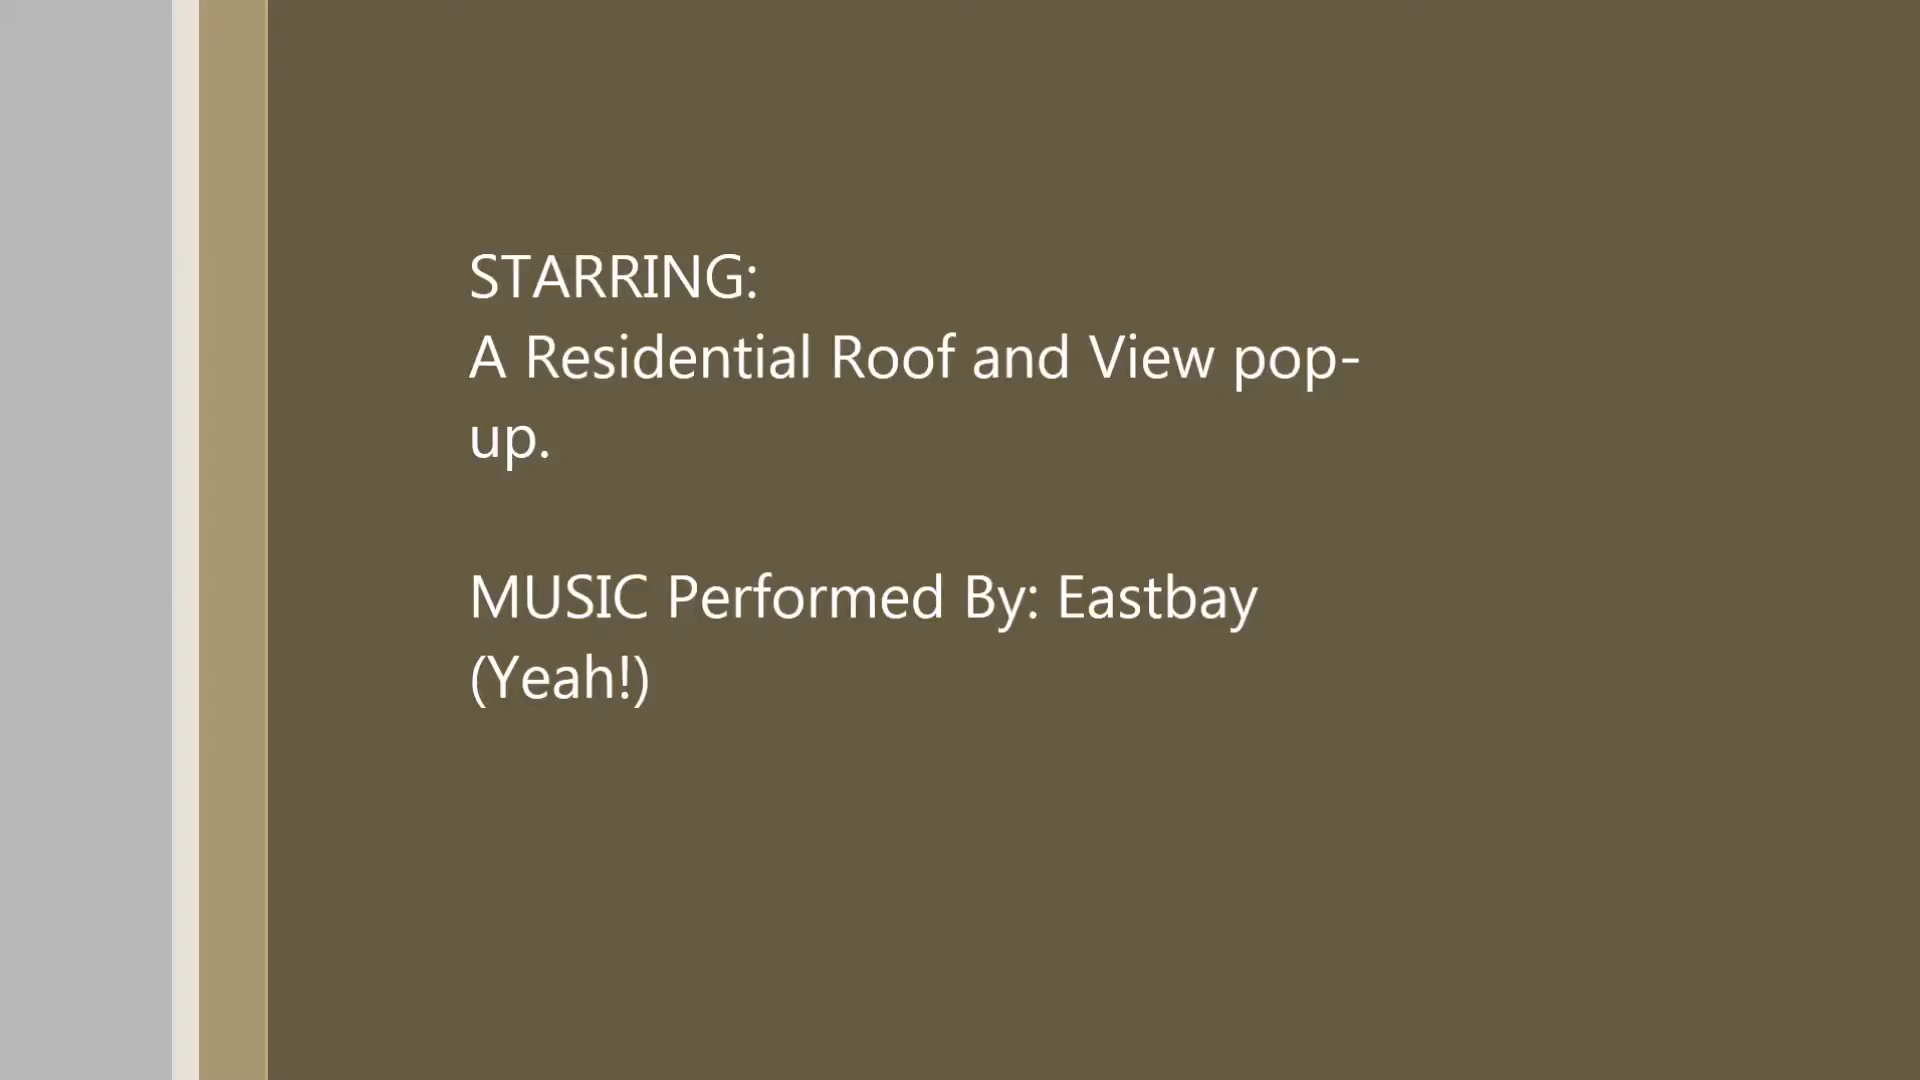 STARRING:
A Residential Roof and View pop-
up.
MUSIC Performed By: Eastbay
(Yeah!)